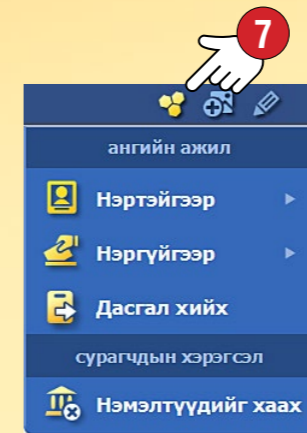 7
ангийн ажил
Нэртэйгээр
Нэргүйгээр
Дасгал хийх
сурагчдын хэрэгсэл
Нэмэлтүүдийг хаах